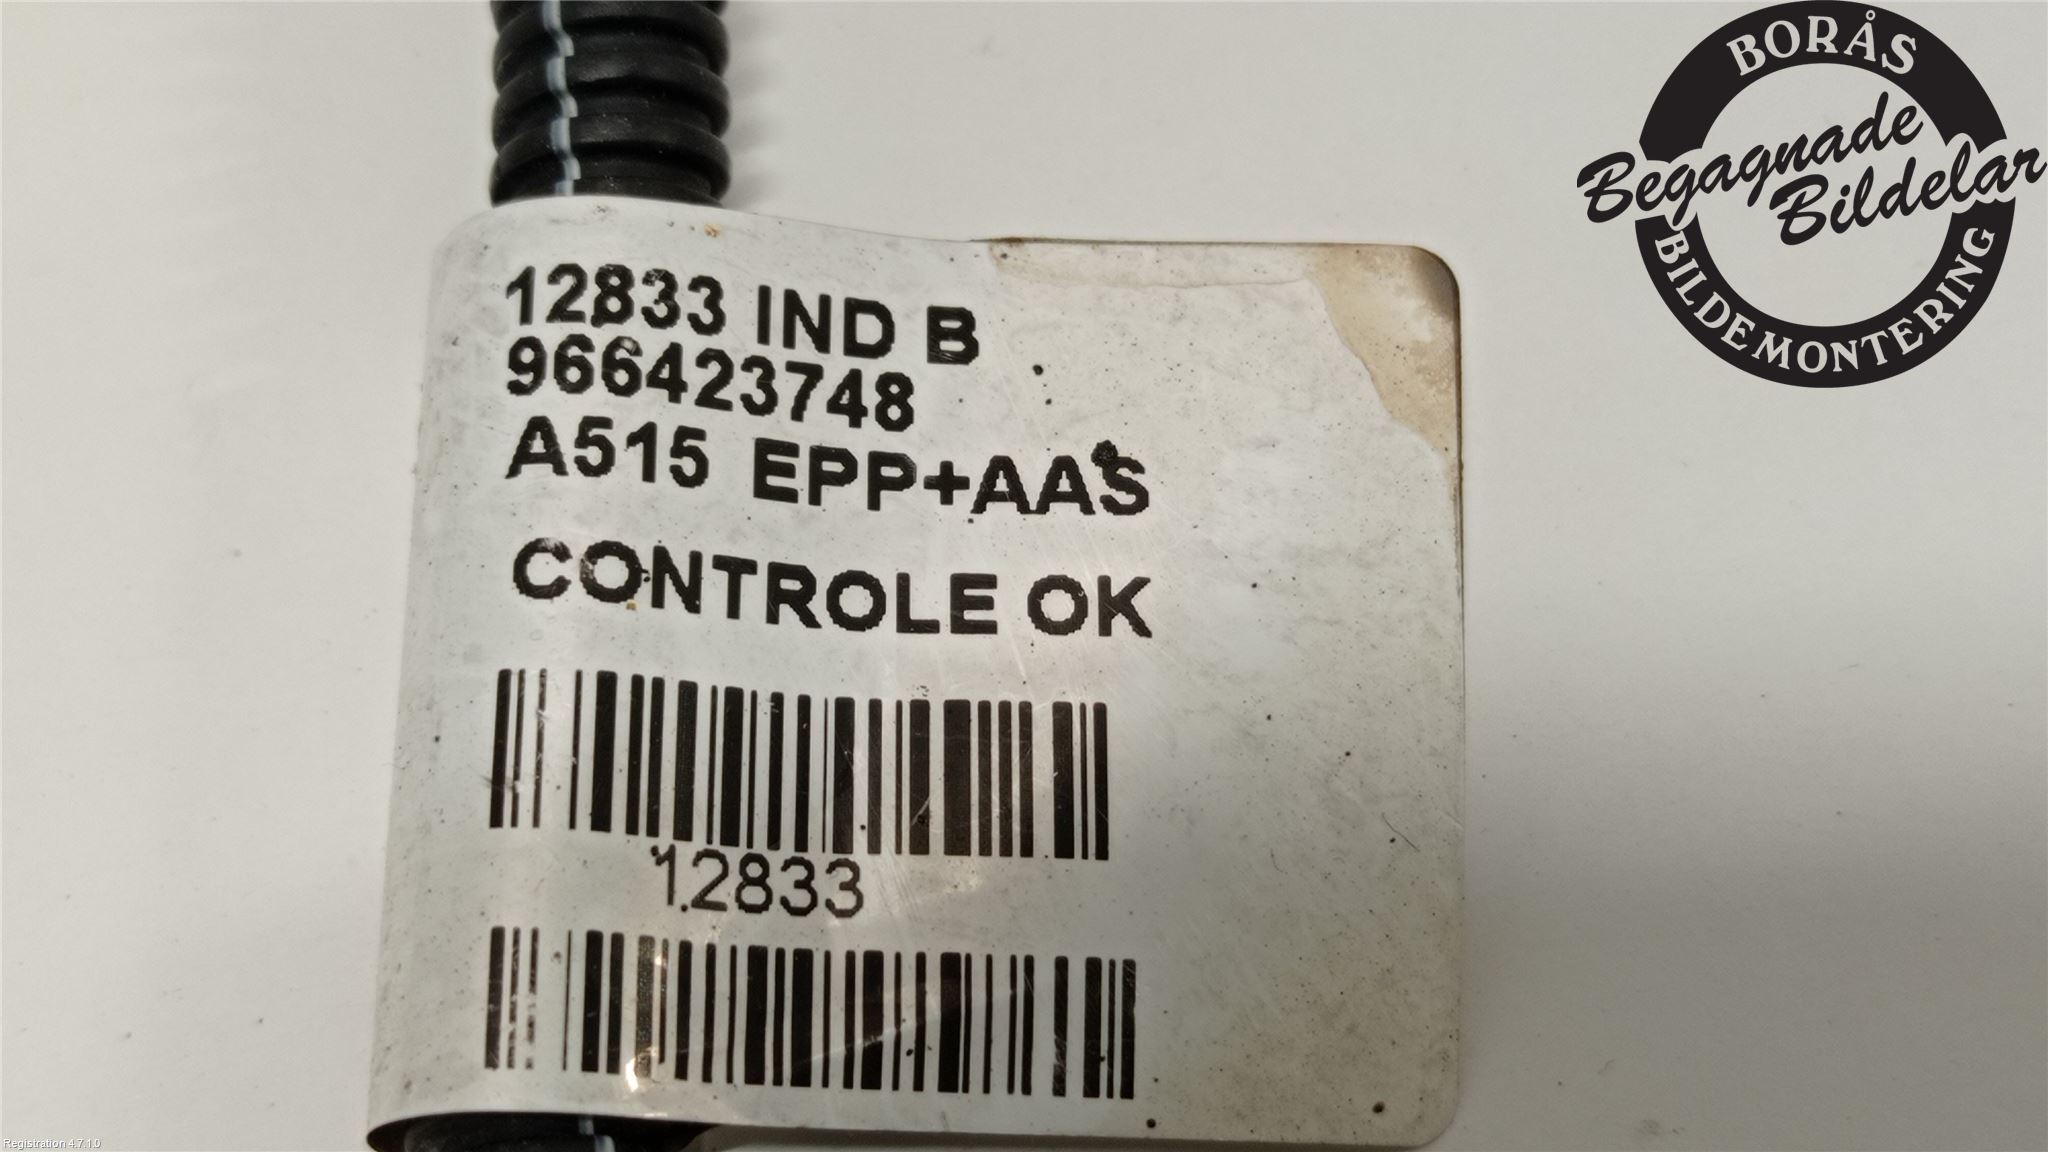 BORÅS
Begagnade
Bildelar
BILDEMONTERING
12833 IND B
966423748
A515 EPP+AAS
CONTROLE OK
12833
Registration 4.7.1.0